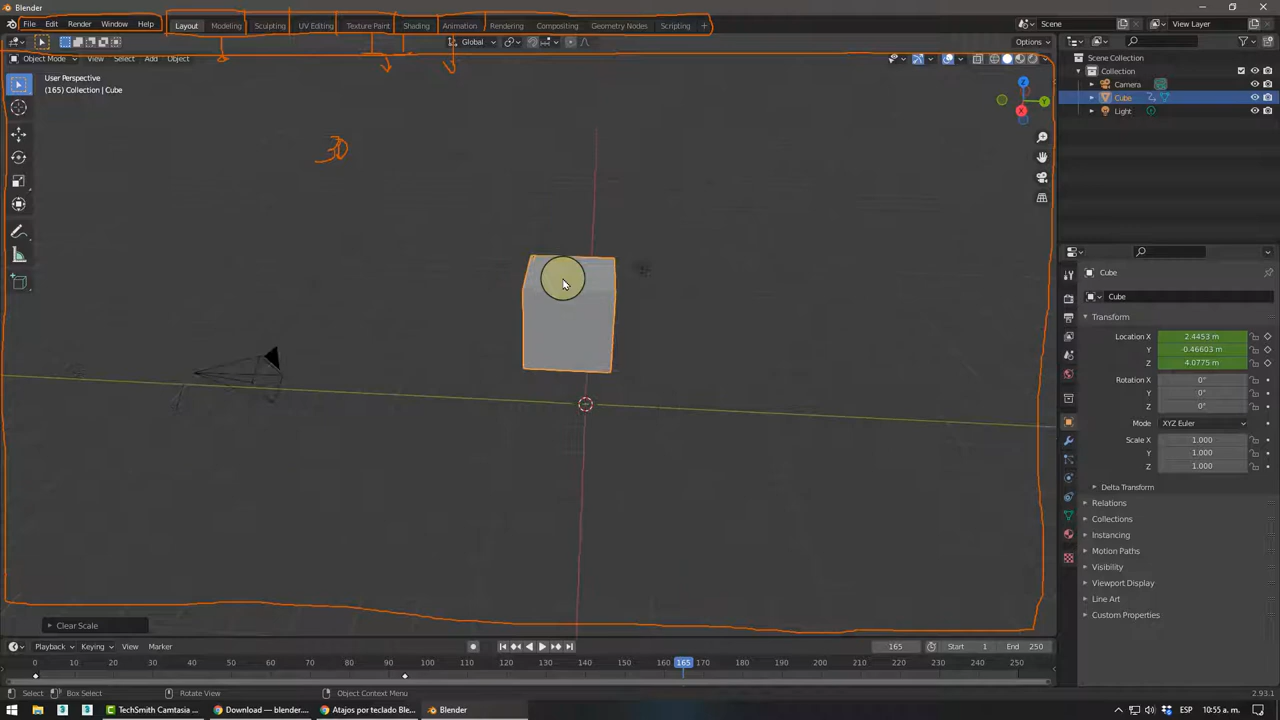 Blender
File Edit Render Window Help Layout Modeling Sculpting UV Editing Texture Paint Shading Animation Rendering Compositing Geometry Nodes Scripting + Scene View Layer
Global Options
Object Mode View Select Add Object
User Perspective
(165) Collection | Cube
3D
Z
Y
X
Scene Collection
Collection
Camera
Cube
Light
Cube
Cube
Transform
Location X 2.4453 m
Y -0.46603 m
Z 4.0775 m
Rotation X 0°
Y 0°
Z 0°
Mode XYZ Euler
Scale X 1.000
Y 1.000
Z 1.000
Delta Transform
Relations
Collections
Instancing
Motion Paths
Visibility
Viewport Display
Line Art
Custom Properties
Clear Scale
Playback Keying View Marker 165 Start 1 End 250
0 10 20 30 40 50 60 70 80 90 100 110 120 130 140 150 160 165 170 180 190 200 210 220 230 240 250
Select Box Select Rotate View Object Context Menu 2.93.1
TechSmith Camtasia ... Download — blender.... Atajos por teclado Ble... Blender ESP 10:55 a. m.